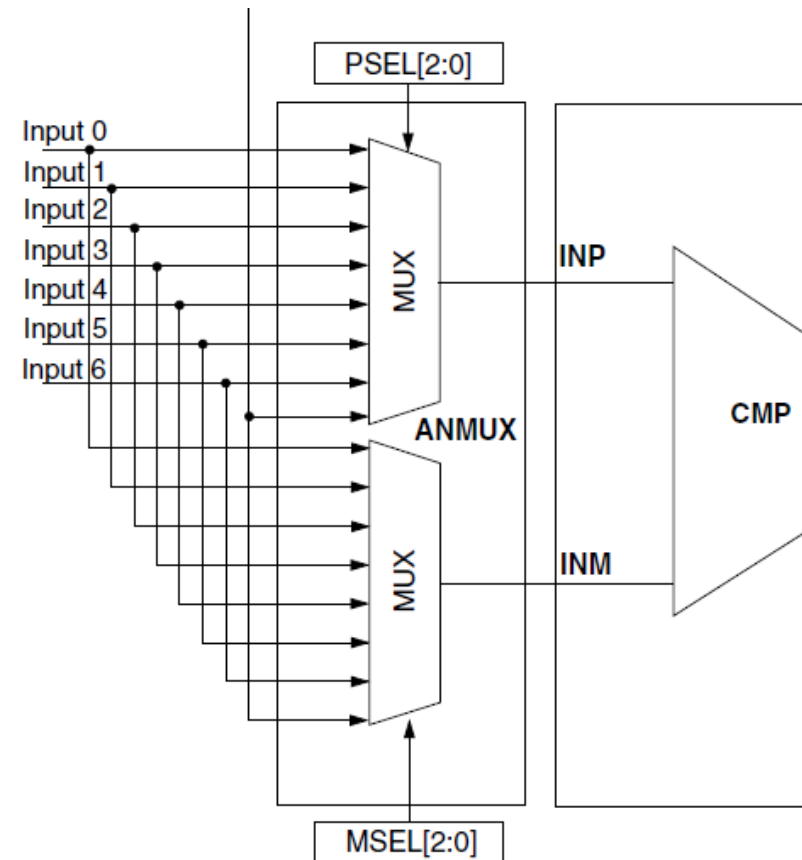 PSEL[2:0]
Input 0
Input 1
Input 2
Input 3
Input 4
Input 5
Input 6
MUX
INP
ANMUX
CMP
MUX
INM
MSEL[2:0]